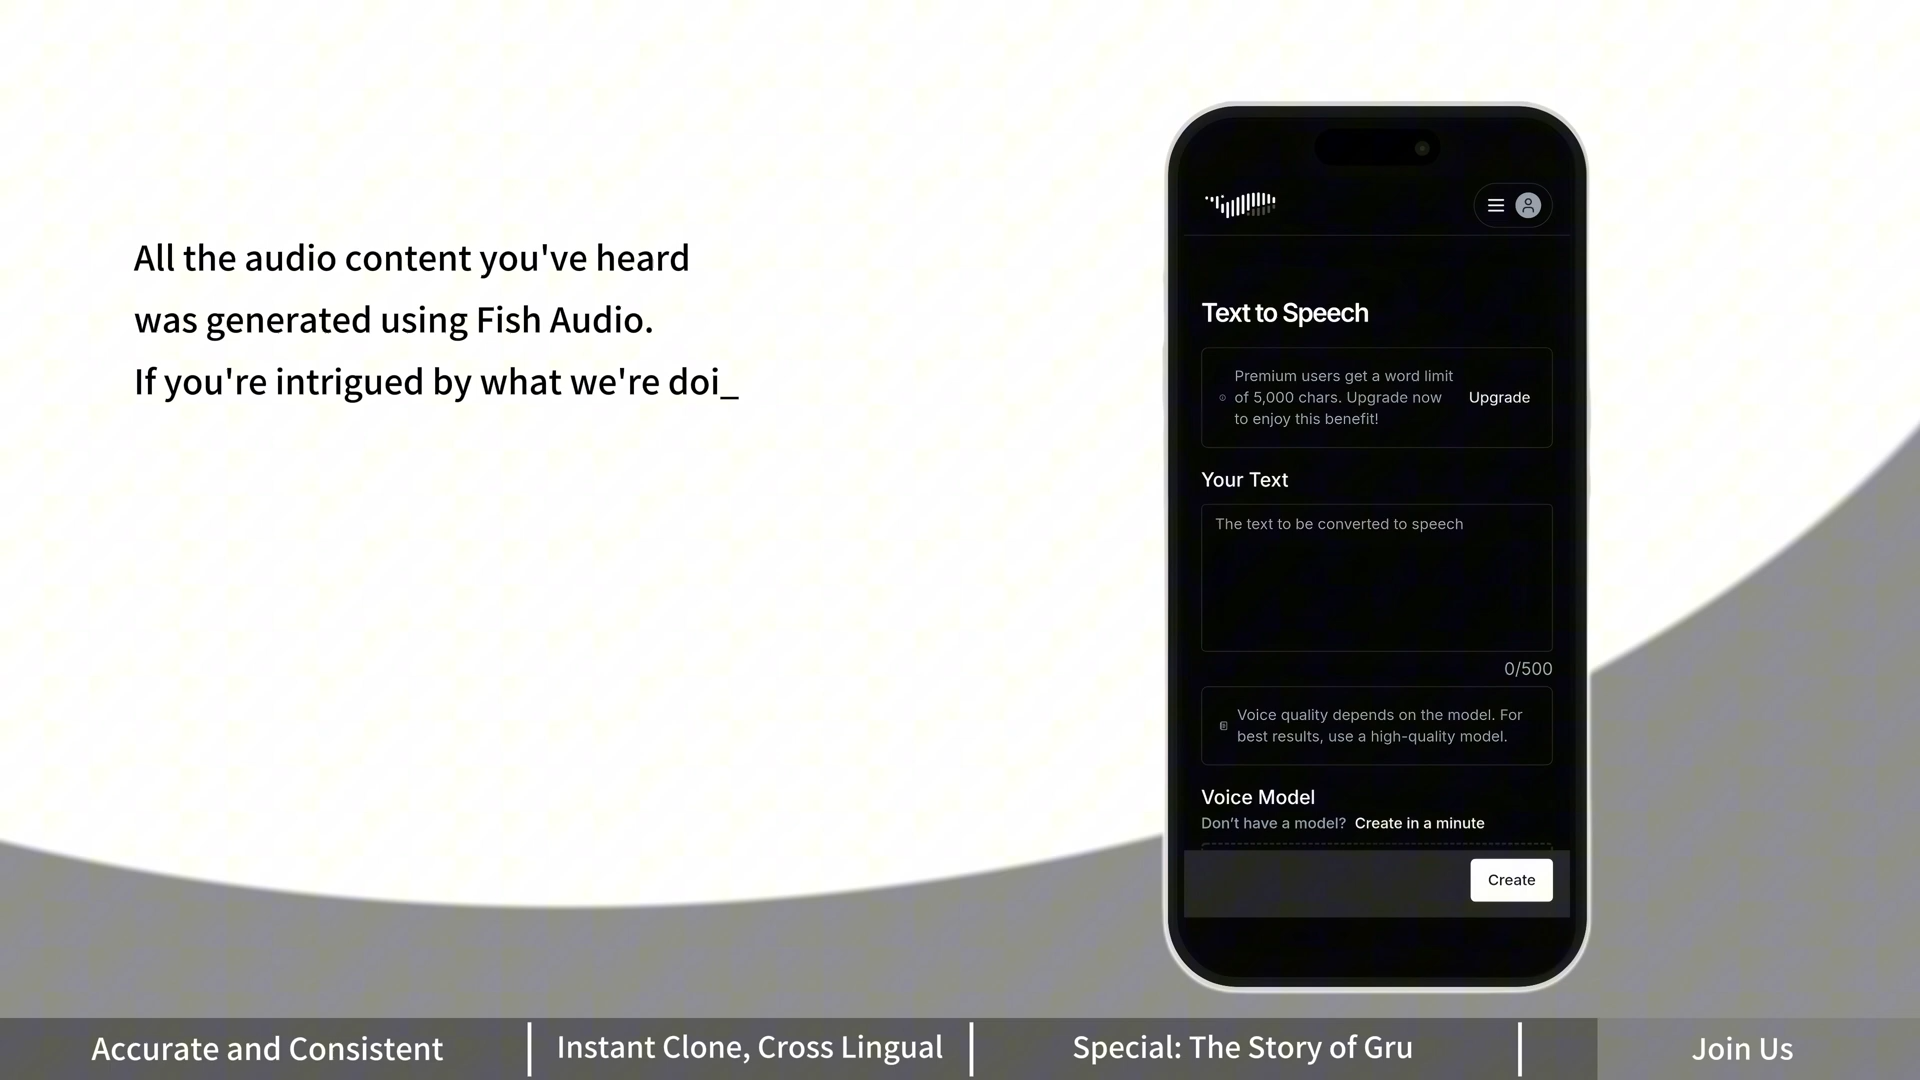 All the audio content you've heard
was generated using Fish Audio.
If you're intrigued by what we're doi_
Text to Speech
Premium users get a word limit
of 5,000 chars. Upgrade now
to enjoy this benefit!
Upgrade
Your Text
The text to be converted to speech
0/500
Voice quality depends on the model. For
best results, use a high-quality model.
Voice Model
Don't have a model? Create in a minute
Create
Accurate and Consistent
Instant Clone, Cross Lingual
Special: The Story of Gru
Join Us